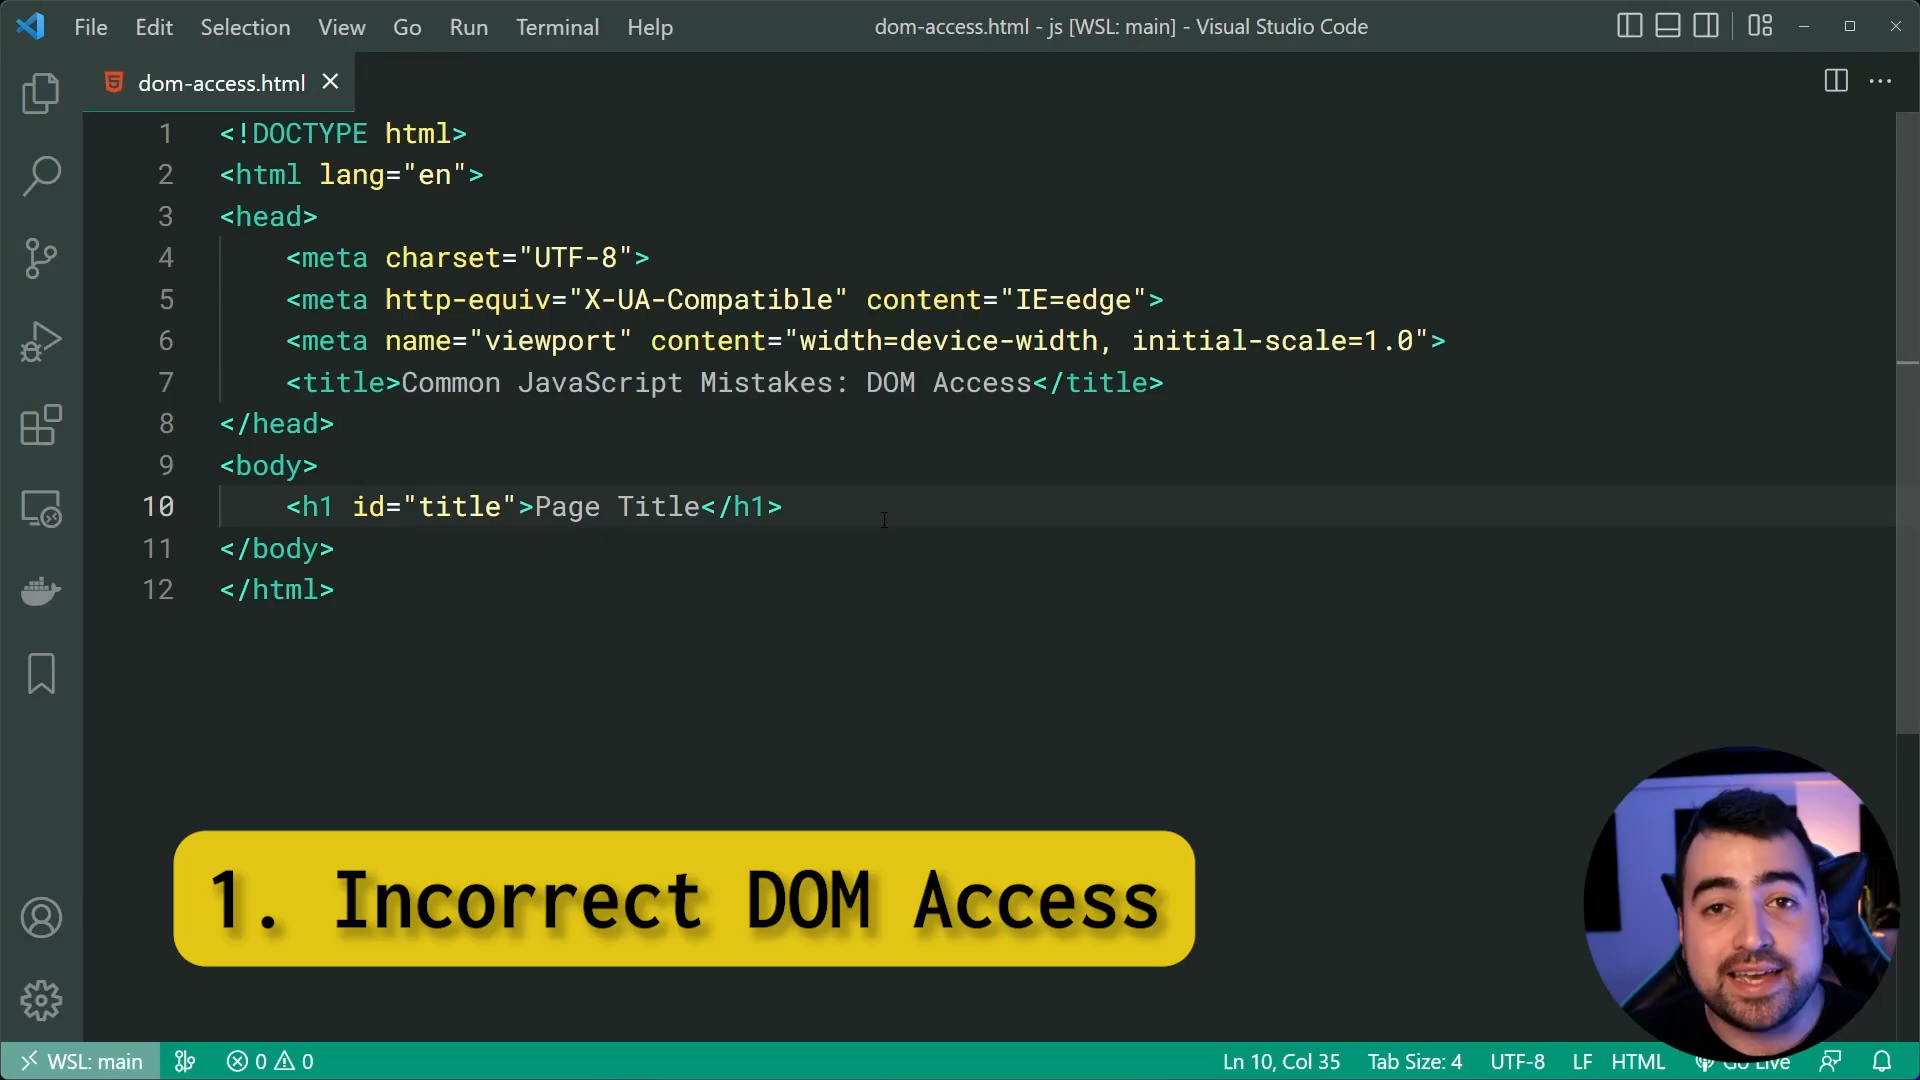 File Edit Selection View Go Run Terminal Help
dom-access.html - js [WSL: main] - Visual Studio Code
dom-access.html
1 <!DOCTYPE html>
2 <html lang="en">
3 <head>
4 <meta charset="UTF-8">
5 <meta http-equiv="X-UA-Compatible" content="IE=edge">
6 <meta name="viewport" content="width=device-width, initial-scale=1.0">
7 <title>Common JavaScript Mistakes: DOM Access</title>
8 </head>
9 <body>
10 <h1 id="title">Page Title</h1>
11 </body>
12 </html>
1. Incorrect DOM Access
WSL: main 0 0 Ln 10, Col 35 Tab Size: 4 UTF-8 LF HTML Go Live